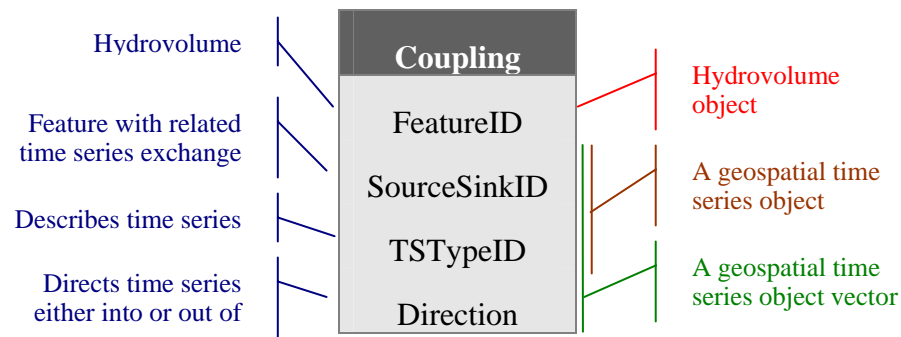 Hydrovolume
Feature with related
time series exchange
Describes time series
Directs time series
either into or out of
Coupling
FeatureID
SourceSinkID
TSTypeID
Direction
Hydrovolume
object
A geospatial time
series object
A geospatial time
series object vector